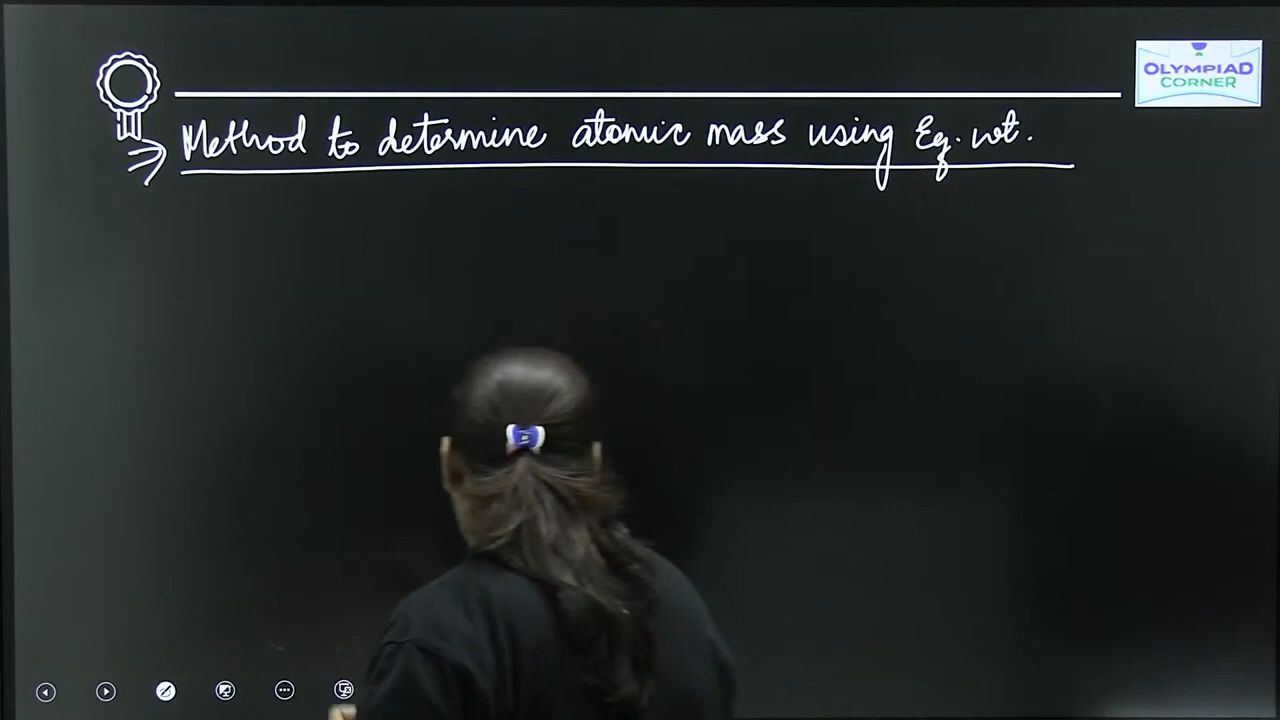 OLYMPIAD
CORNER
⇒ Method to determine atomic mass using Eq. wt.